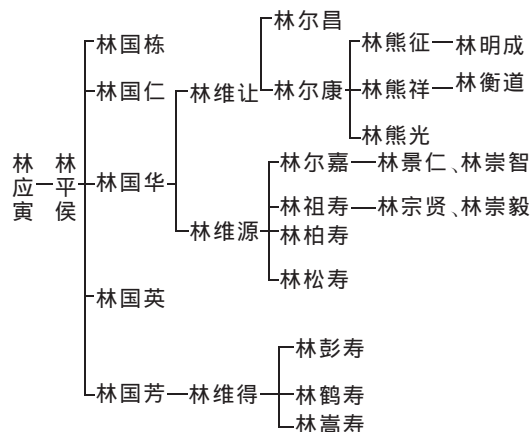 林应寅
林平侯
林国栋
林国仁
林国华
林国英
林国芳
林维让
林维源
林维得
林尔昌
林尔康
林熊征
林明成
林熊祥
林衡道
林熊光
林尔嘉
林景仁、林崇智
林祖寿
林宗贤、林崇毅
林柏寿
林松寿
林彭寿
林鹤寿
林嵩寿